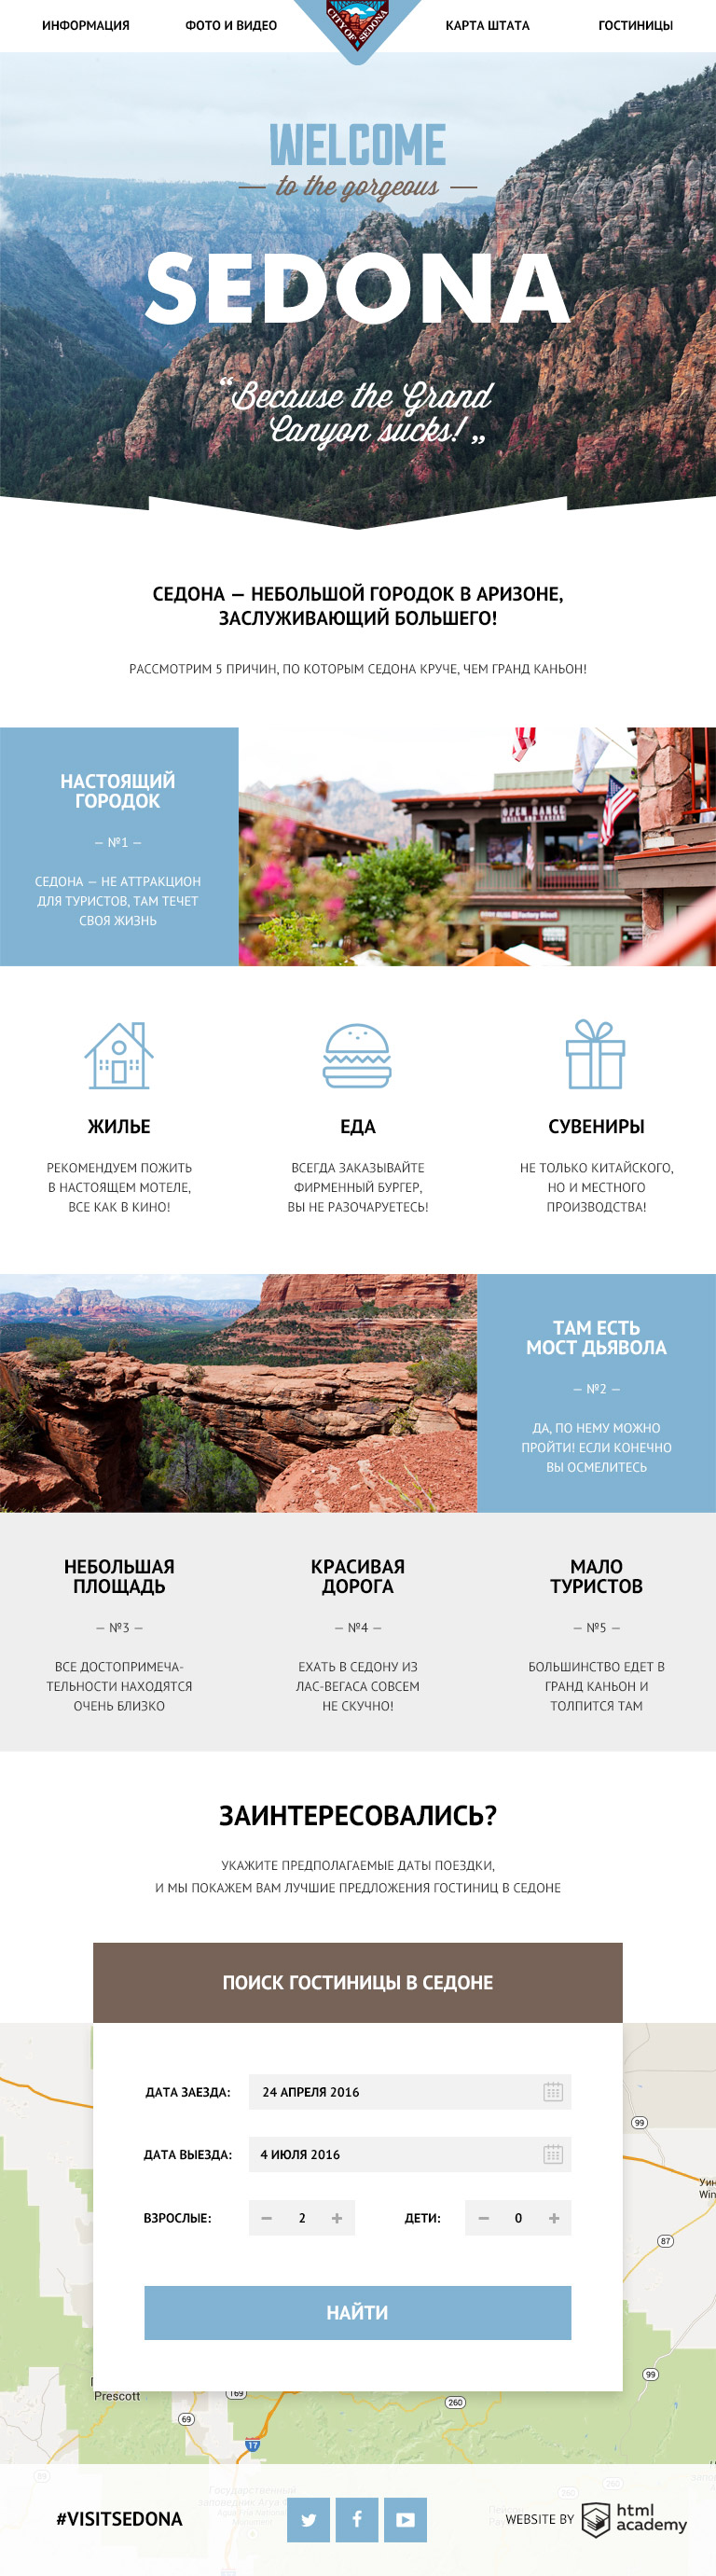 ИНФОРМАЦИЯ
ФОТО И ВИДЕО
CITY OF SEDONA
КАРТА ШТАТА
ГОСТИНИЦЫ
WELCOME
— to the gorgeous —
SEDONA
“Because the Grand
Canyon sucks!„
СЕДОНА — НЕБОЛЬШОЙ ГОРОДОК В АРИЗОНЕ,
ЗАСЛУЖИВАЮЩИЙ БОЛЬШЕГО!
РАССМОТРИМ 5 ПРИЧИН, ПО КОТОРЫМ СЕДОНА КРУЧЕ, ЧЕМ ГРАНД КАНЬОН!
НАСТОЯЩИЙ
ГОРОДОК
— №1 —
СЕДОНА — НЕ АТТРАКЦИОН
ДЛЯ ТУРИСТОВ, ТАМ ТЕЧЕТ
СВОЯ ЖИЗНЬ
OPEN RANGE
Factory Direct
ЖИЛЬЕ
РЕКОМЕНДУЕМ ПОЖИТЬ
В НАСТОЯЩЕМ МОТЕЛЕ,
ВСЕ КАК В КИНО!
ЕДА
ВСЕГДА ЗАКАЗЫВАЙТЕ
ФИРМЕННЫЙ БУРГЕР,
ВЫ НЕ РАЗОЧАРУЕТЕСЬ!
СУВЕНИРЫ
НЕ ТОЛЬКО КИТАЙСКОГО,
НО И МЕСТНОГО
ПРОИЗВОДСТВА!
ТАМ ЕСТЬ
МОСТ ДЬЯВОЛА
— №2 —
ДА, ПО НЕМУ МОЖНО
ПРОЙТИ! ЕСЛИ КОНЕЧНО
ВЫ ОСМЕЛИТЕСЬ
НЕБОЛЬШАЯ
ПЛОЩАДЬ
— №3 —
ВСЕ ДОСТОПРИМЕЧА-
ТЕЛЬНОСТИ НАХОДЯТСЯ
ОЧЕНЬ БЛИЗКО
КРАСИВАЯ
ДОРОГА
— №4 —
ЕХАТЬ В СЕДОНУ ИЗ
ЛАС-ВЕГАСА СОВСЕМ
НЕ СКУЧНО!
МАЛО
ТУРИСТОВ
— №5 —
БОЛЬШИНСТВО ЕДЕТ В
ГРАНД КАНЬОН И
ТОЛПИТСЯ ТАМ
ЗАИНТЕРЕСОВАЛИСЬ?
УКАЖИТЕ ПРЕДПОЛАГАЕМЫЕ ДАТЫ ПОЕЗДКИ,
И МЫ ПОКАЖЕМ ВАМ ЛУЧШИЕ ПРЕДЛОЖЕНИЯ ГОСТИНИЦ В СЕДОНЕ
ПОИСК ГОСТИНИЦЫ В СЕДОНЕ
ДАТА ЗАЕЗДА:
24 АПРЕЛЯ 2016
ДАТА ВЫЕЗДА:
4 ИЮЛЯ 2016
ВЗРОСЛЫЕ:
— 2 +
ДЕТИ:
— 0 +
НАЙТИ
99
Уин
Win
87
99
Prescott
169
260
69
17
89
260
260
Государственный
#VISITSEDONA
WEBSITE BY
html
academy